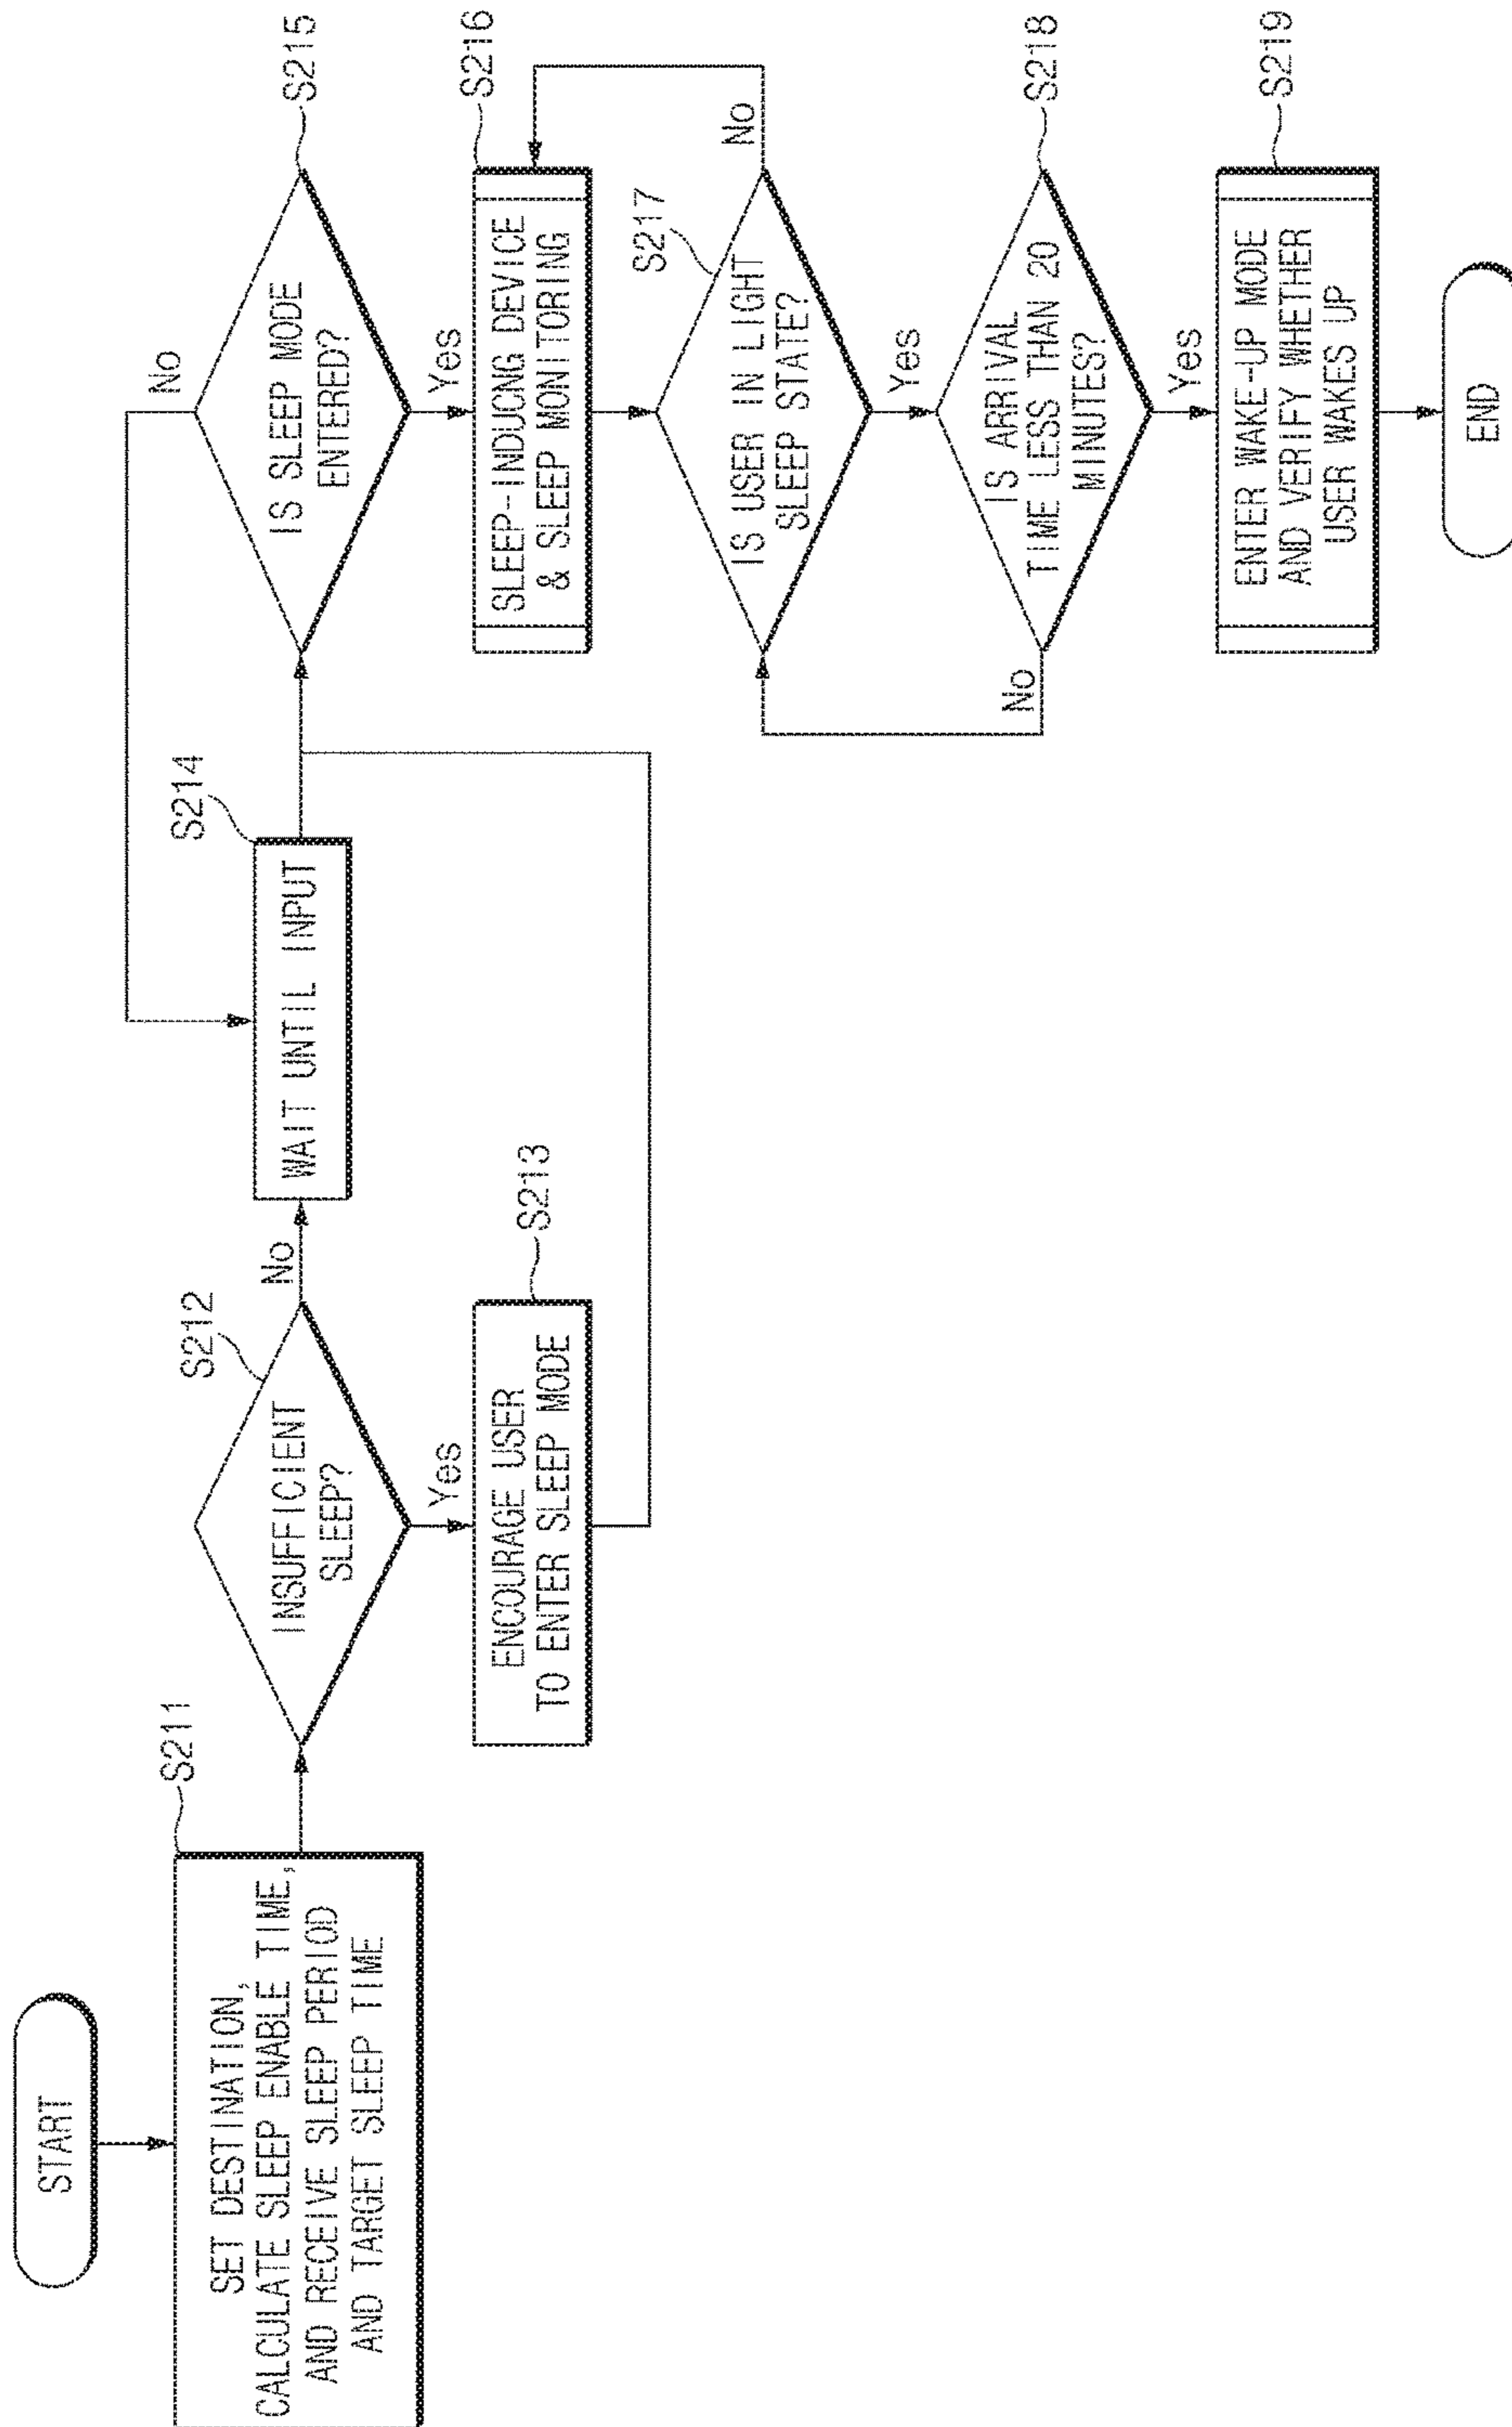 START
S211
SET DESTINATION,
CALCULATE SLEEP ENABLE TIME,
AND RECEIVE SLEEP PERIOD
AND TARGET SLEEP TIME
S212
INSUFFICIENT
SLEEP?
No
Yes
S213
ENCOURAGE USER
TO ENTER SLEEP MODE
S214
WAIT UNTIL INPUT
S215
IS SLEEP MODE
ENTERED?
No
Yes
S216
SLEEP-INDUCING DEVICE
& SLEEP MONITORING
S217
IS USER IN LIGHT
SLEEP STATE?
No
Yes
S218
IS ARRIVAL
TIME LESS THAN 20
MINUTES?
No
Yes
S219
ENTER WAKE-UP MODE
AND VERIFY WHETHER
USER WAKES UP
END